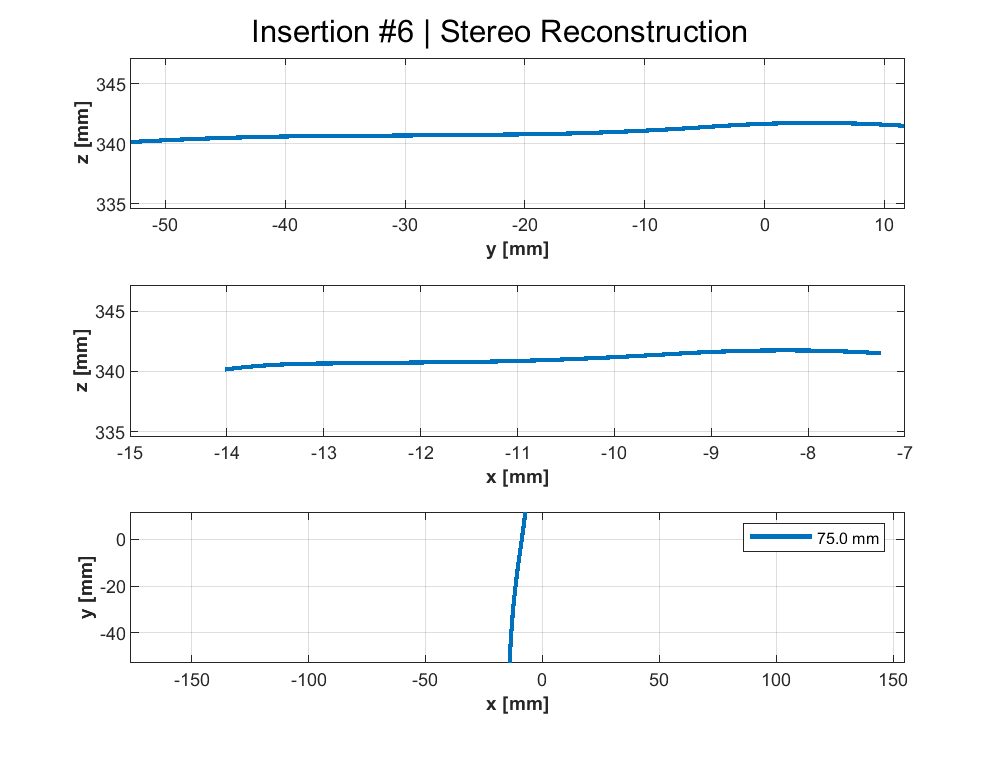 Insertion #6 | Stereo Reconstruction
345
340
335
z [mm]
-50 -40 -30 -20 -10 0 10
y [mm]
345
340
335
z [mm]
-15 -14 -13 -12 -11 -10 -9 -8 -7
x [mm]
75.0 mm
0
-20
-40
y [mm]
-150 -100 -50 0 50 100 150
x [mm]